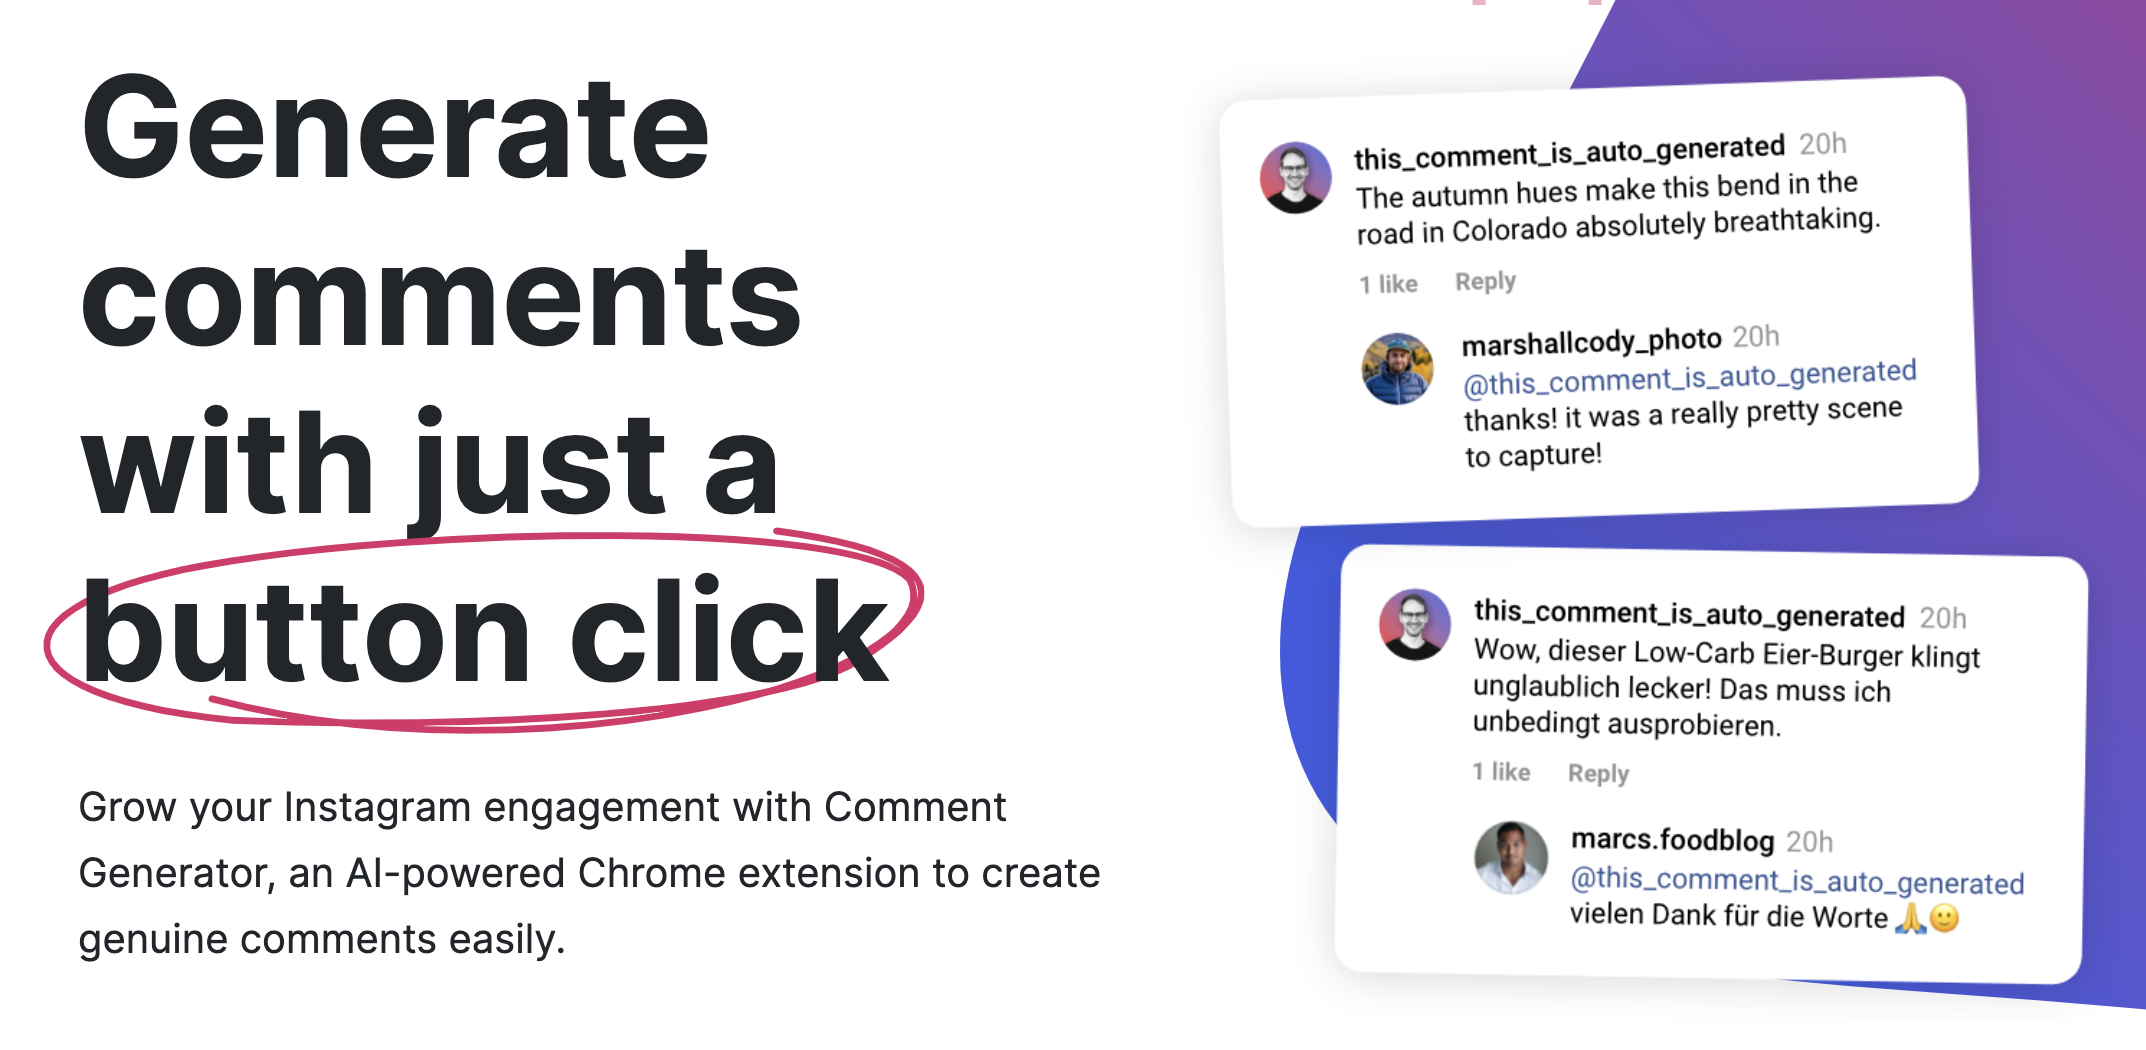 Generate
comments
with just a
button click
Grow your Instagram engagement with Comment
Generator, an AI-powered Chrome extension to create
genuine comments easily.
this_comment_is_auto_generated 20h
The autumn hues make this bend in the
road in Colorado absolutely breathtaking.
1 like Reply
marshallcody_photo 20h
@this_comment_is_auto_generated
thanks! it was a really pretty scene
to capture!
this_comment_is_auto_generated 20h
Wow, dieser Low-Carb Eier-Burger klingt
unglaublich lecker! Das muss ich
unbedingt ausprobieren.
1 like Reply
marcs.foodblog 20h
@this_comment_is_auto_generated
vielen Dank für die Worte 🙏🙂